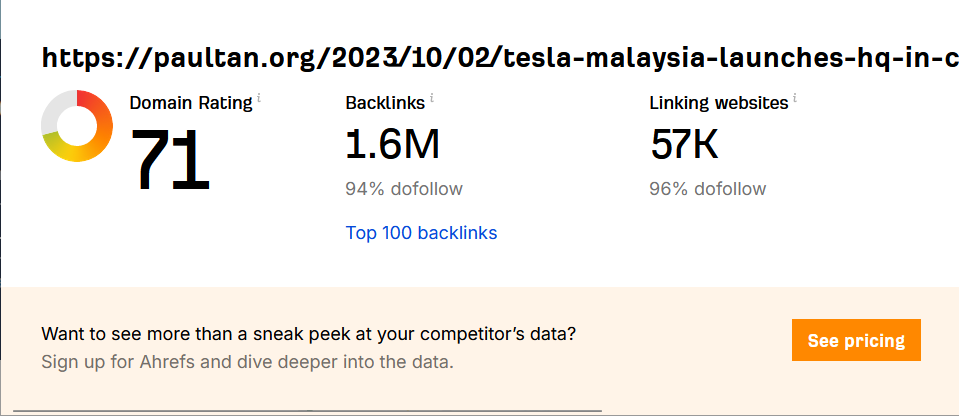 https://paultan.org/2023/10/02/tesla-malaysia-launches-hq-in-c
Domain Rating i
71
Backlinks i
1.6M
94% dofollow
Top 100 backlinks
Linking websites i
57K
96% dofollow
Want to see more than a sneak peek at your competitor’s data?
Sign up for Ahrefs and dive deeper into the data.
See pricing